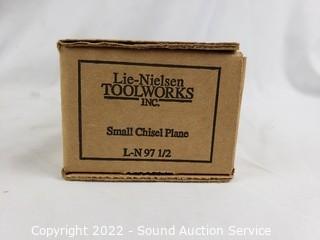 Lie-Nielsen
TOOLWORKS
INC.
Small Chisel Plane
L-N 97 1/2
Copyright 2022 - Sound Auction Service